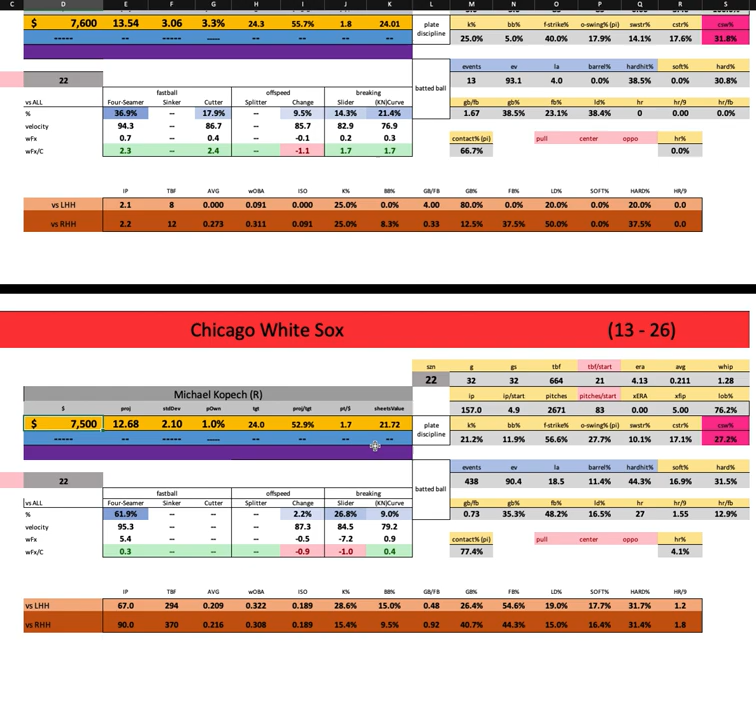 C D E F G H I J K L M N O P Q R S
$ 7,600 13.54 3.06 3.3% 24.3 55.7% 1.8 24.01 plate discipline k% bb% f-strike% o-swing% (pi) swstr% cstr% csw%
----- -- ----- — -- -- -- -- 25.0% 5.0% 40.0% 17.9% 14.1% 17.6% 31.8%
batted ball events ev la barrel% hardhit% soft% hard%
22 13 93.1 4.0 0.0% 38.5% 0.0% 30.8%
fastball offspeed breaking
vs ALL Four-Seamer Sinker Cutter Splitter Change Slider (KN)Curve gb/fb gb% fb% ld% hr hr/9 hr/fb
% 36.9% -- 17.9% -- 9.5% 14.3% 21.4% 1.67 38.5% 23.1% 38.4% 0 0.00 0.0%
velocity 94.3 -- 86.7 -- 85.7 82.9 76.9
wFx 0.7 -- 0.4 -- -0.1 0.2 0.3 contact% (pi) pull center oppo hr%
wFx/C 2.3 -- 2.4 -- -1.1 1.7 1.7 66.7% 0.0%
IP TBF AVG wOBA ISO K% BB% GB/FB GB% FB% LD% SOFT% HARD% HR/9
vs LHH 2.1 8 0.000 0.091 0.000 25.0% 0.0% 4.00 80.0% 0.0% 20.0% 0.0% 20.0% 0.0
vs RHH 2.2 12 0.273 0.311 0.091 25.0% 8.3% 0.33 12.5% 37.5% 50.0% 0.0% 37.5% 0.0
Chicago White Sox (13 - 26)
szn g gs tbf tbf/start era avg whip
22 32 32 664 21 4.13 0.211 1.28
Michael Kopech (R) ip ip/start pitches pitches/start xERA xfip lob%
$ proj stdDev pOwn tgt proj/tgt pt/$ sheetsValue 157.0 4.9 2671 83 0.00 5.00 76.2%
$ 7,500 12.68 2.10 1.0% 24.0 52.9% 1.7 21.72 plate discipline k% bb% f-strike% o-swing% (pi) swstr% cstr% csw%
----- -- ----- — -- -- -- -- 21.2% 11.9% 56.6% 27.7% 10.1% 17.1% 27.2%
batted ball events ev la barrel% hardhit% soft% hard%
22 438 90.4 18.5 11.4% 44.3% 16.9% 31.5%
fastball offspeed breaking
vs ALL Four-Seamer Sinker Cutter Splitter Change Slider (KN)Curve gb/fb gb% fb% ld% hr hr/9 hr/fb
% 61.9% -- -- -- 2.2% 26.8% 9.0% 0.73 35.3% 48.2% 16.5% 27 1.55 12.9%
velocity 95.3 -- -- -- 87.3 84.5 79.2
wFx 5.4 -- -- -- -0.5 -7.2 0.9 contact% (pi) pull center oppo hr%
wFx/C 0.3 -- -- -- -0.9 -1.0 0.4 77.4% 4.1%
IP TBF AVG wOBA ISO K% BB% GB/FB GB% FB% LD% SOFT% HARD% HR/9
vs LHH 67.0 294 0.209 0.322 0.189 28.6% 15.0% 0.48 26.4% 54.6% 19.0% 17.7% 31.7% 1.2
vs RHH 90.0 370 0.216 0.308 0.189 15.4% 9.5% 0.92 40.7% 44.3% 15.0% 16.4% 31.4% 1.8